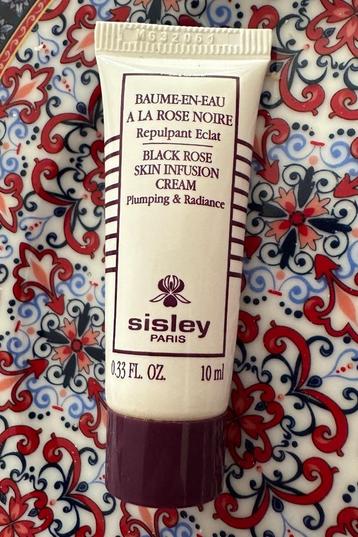 M632061
BAUME-EN-EAU
A LA ROSE NOIRE
Repulpant Eclat
BLACK ROSE
SKIN INFUSION
CREAM
Plumping & Radiance
sisley
PARIS
0.33 FL. OZ. 10 ml